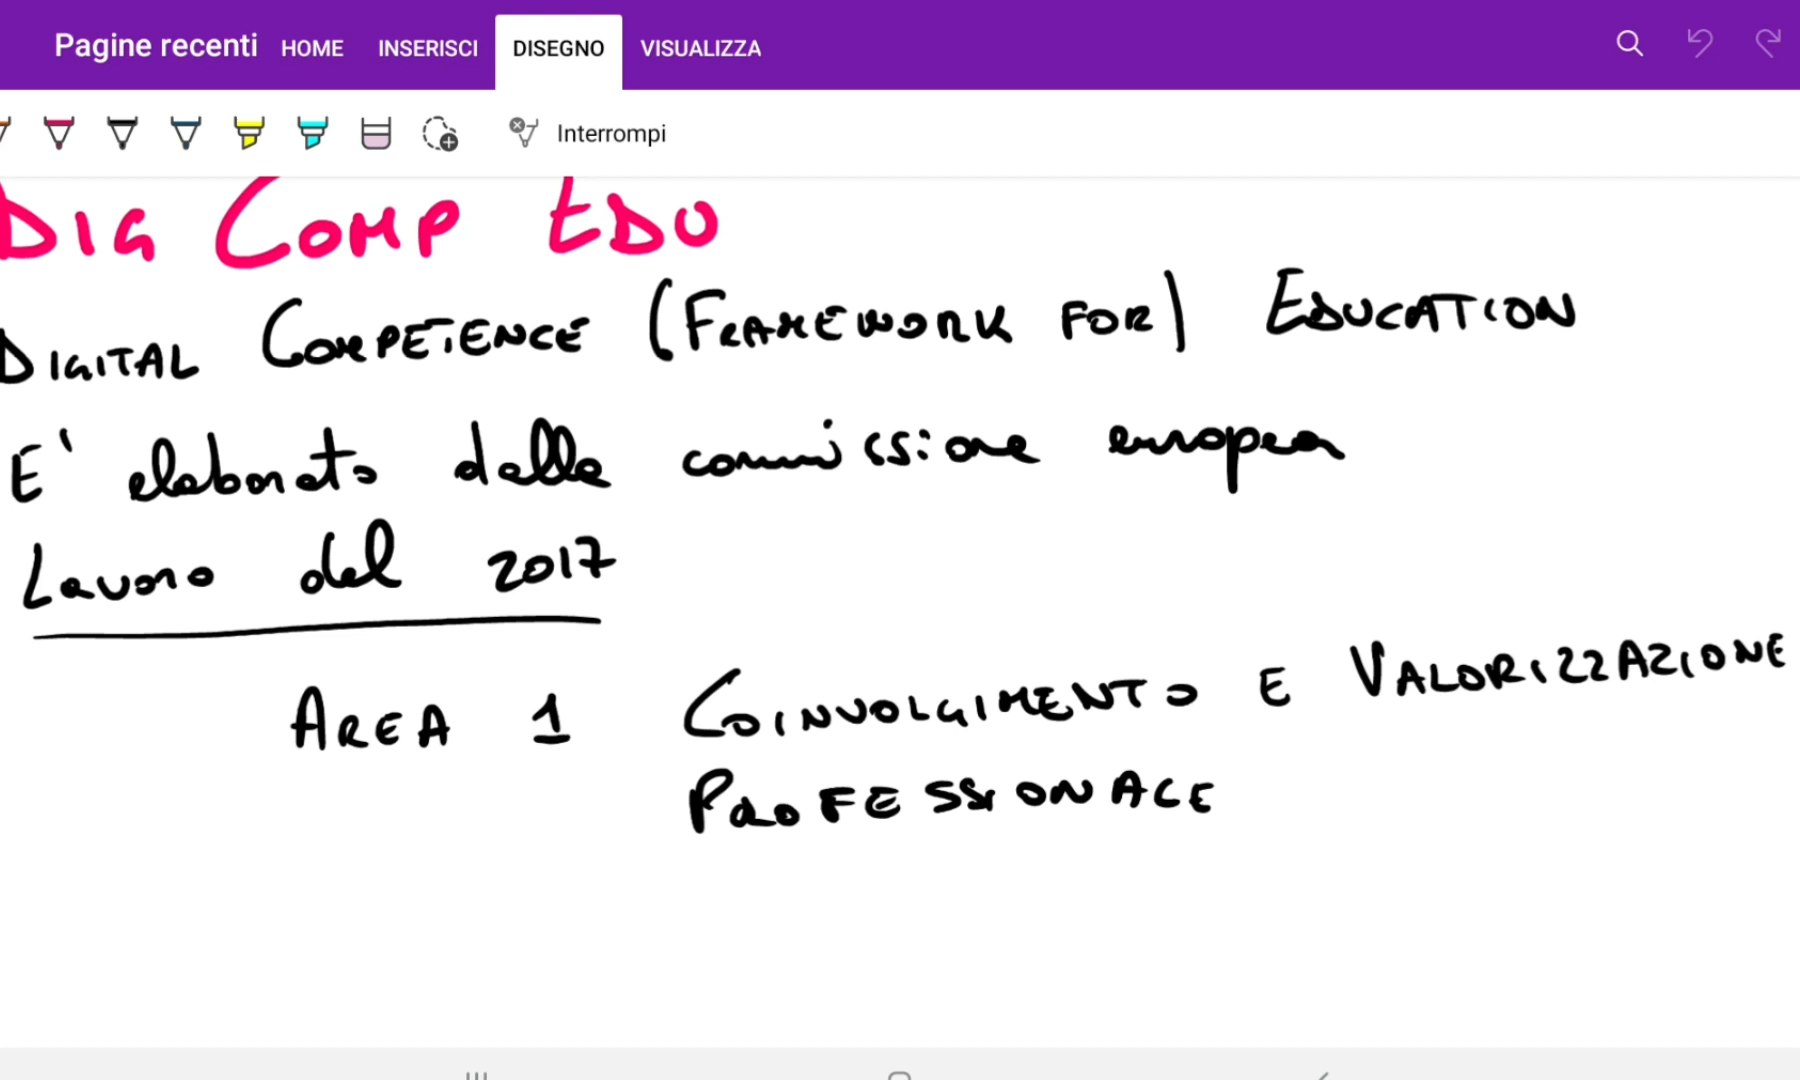 Pagine recenti HOME INSERISCI DISEGNO VISUALIZZA
Interrompi
DIG COMP EDU
DIGITAL COMPETENCE (FRAMEWORK FOR) EDUCATION
E' elaborato dalla commissione europea
Lavoro del 2017
AREA 1 COINVOLGIMENTO E VALORIZZAZIONE
PROFESSIONALE